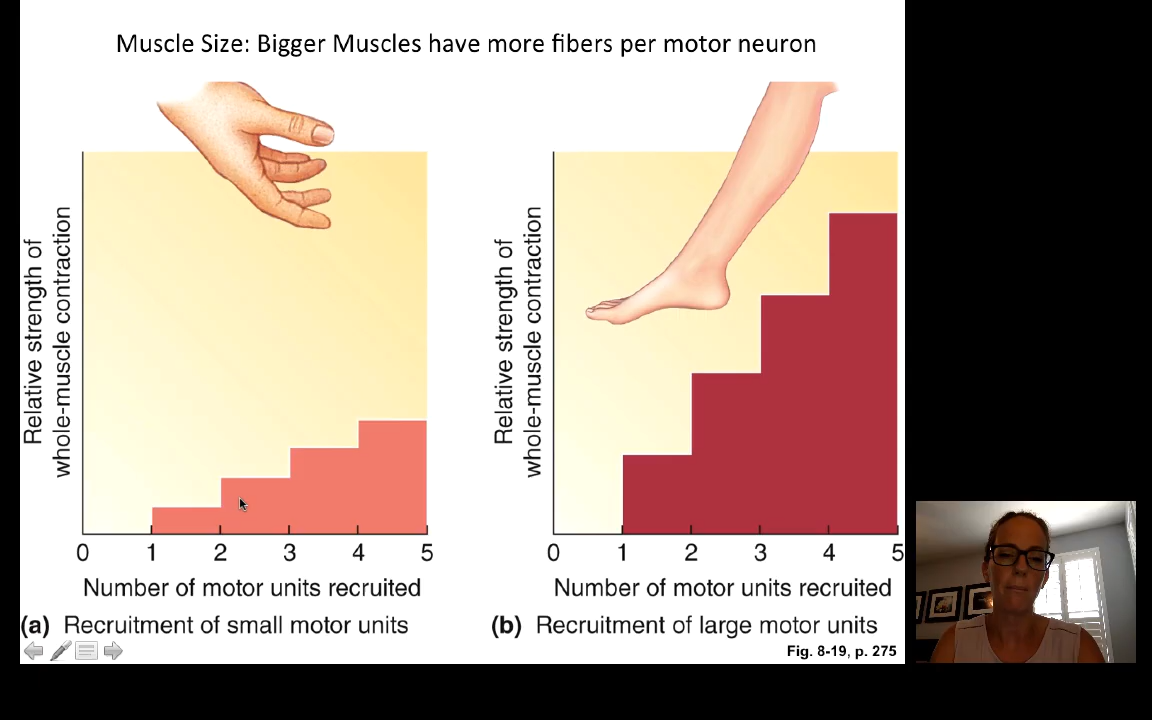 Muscle Size: Bigger Muscles have more fibers per motor neuron
Relative strength of
whole-muscle contraction
0 1 2 3 4 5
Number of motor units recruited
(a) Recruitment of small motor units
Relative strength of
whole-muscle contraction
0 1 2 3 4 5
Number of motor units recruited
(b) Recruitment of large motor units
Fig. 8-19, p. 275